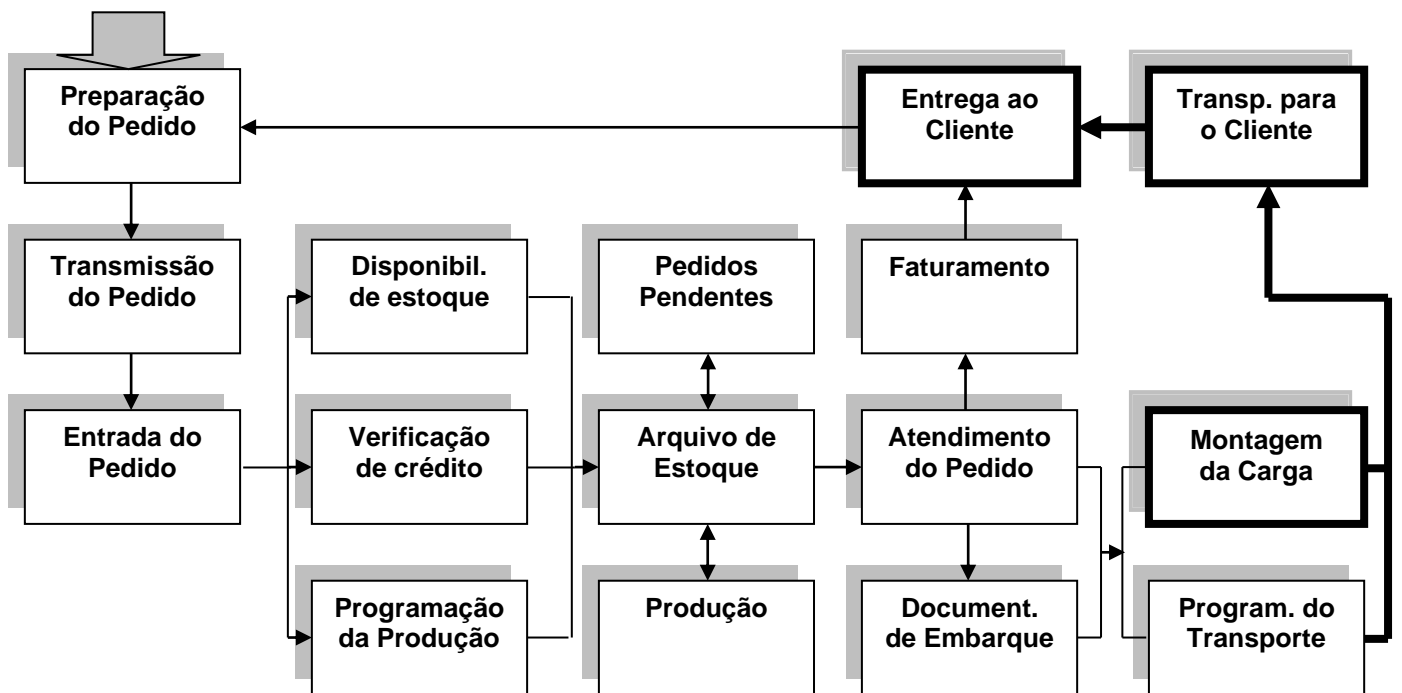 Preparação
do Pedido
Entrega ao
Cliente
Transp. para
o Cliente
Transmissão
do Pedido
Disponibil.
de estoque
Pedidos
Pendentes
Faturamento
Entrada do
Pedido
Verificação
de crédito
Arquivo de
Estoque
Atendimento
do Pedido
Montagem
da Carga
Programação
da Produção
Produção
Document.
de Embarque
Program. do
Transporte